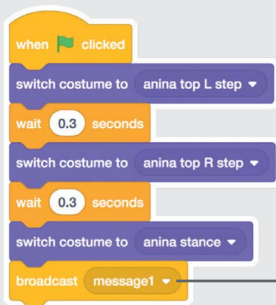 when clicked
switch costume to anina top L step
wait 0.3 seconds
switch costume to anina top R step
wait 0.3 seconds
switch costume to anina stance
broadcast message1